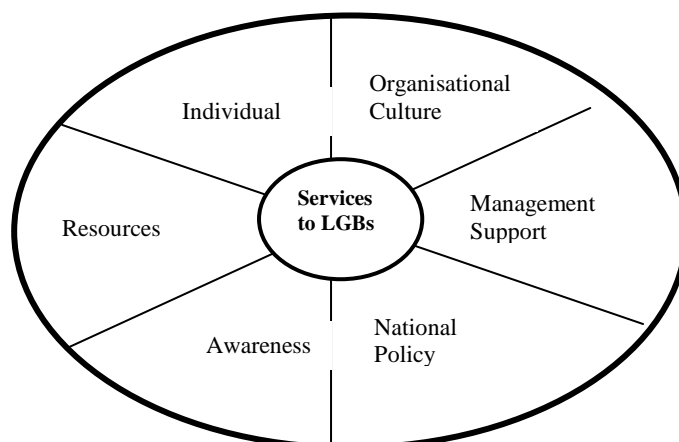 Organisational
Culture
Individual
Services
to LGBs
Management
Support
Resources
National
Policy
Awareness